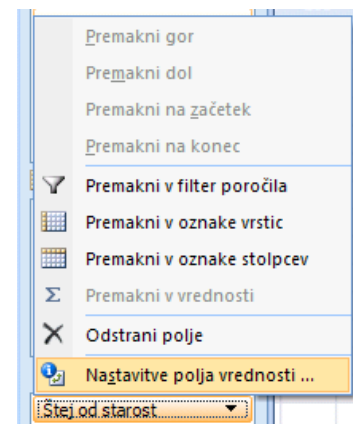 Premakni gor
Premakni dol
Premakni na začetek
Premakni na konec
Premakni v filter poročila
Premakni v oznake vrstic
Premakni v oznake stolpcev
Premakni v vrednosti
Odstrani polje
Nastavitve polja vrednosti ...
Štej od starost